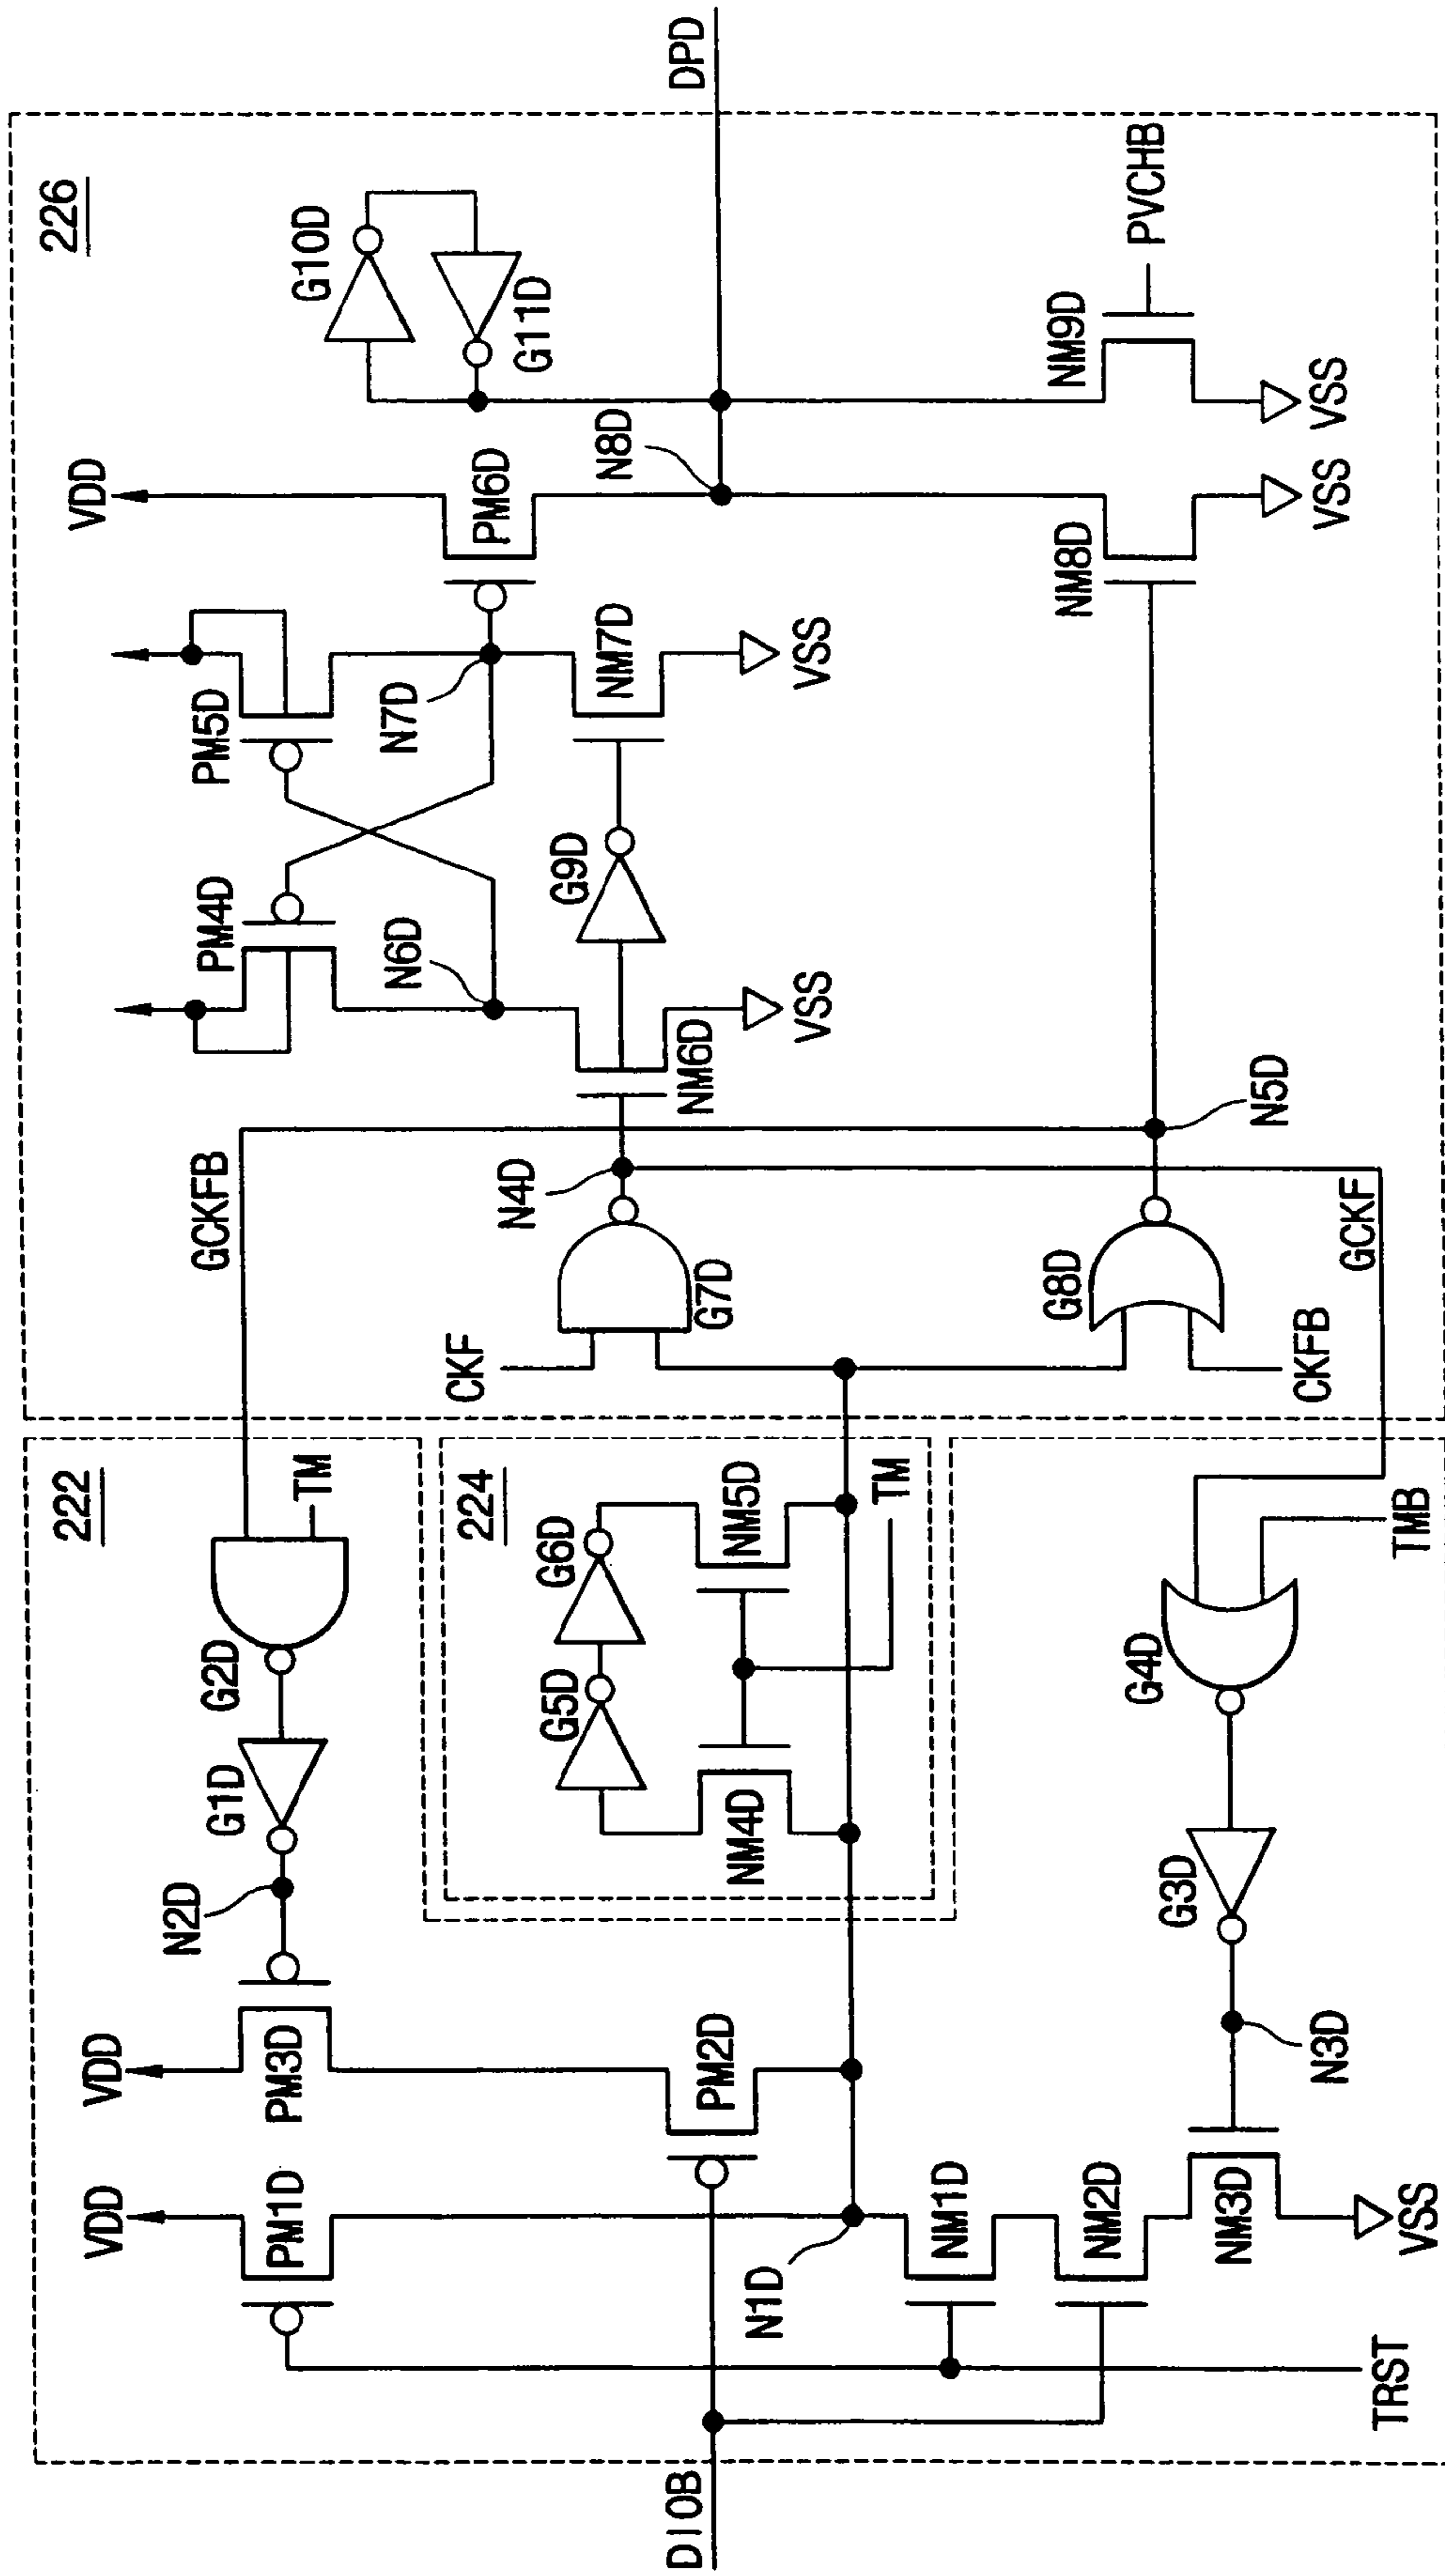 222
VDD
VDD
PM1D
PM3D
N2D
G1D
G2D
TM
GCKFB
DIOB
PM2D
N1D
NM1D
NM2D
NM3D
VSS
TRST
N3D
G3D
G4D
TMB
GCKF
224
G5D
G6D
NM4D
NM5D
TM
226
CKF
G7D
N4D
CKFB
G8D
N5D
PM4D
PM5D
N6D
N7D
NM6D
G9D
NM7D
VSS
VSS
VDD
PM6D
N8D
NM8D
VSS
G10D
G11D
DPD
NM9D
PVCHB
VSS